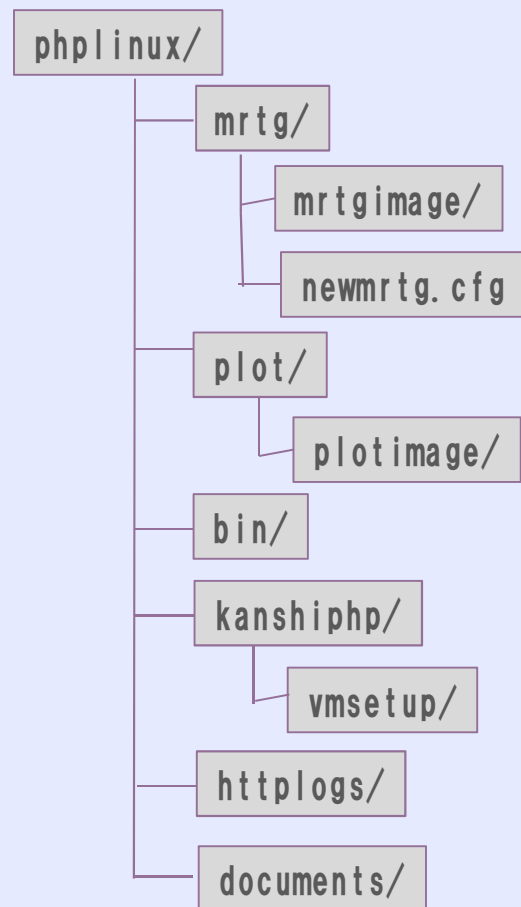 phplinux/
mrtg/
mrtgimage/
newmrtg.cfg
plot/
plotimage/
bin/
kanshiphp/
vmsetup/
httplogs/
documents/